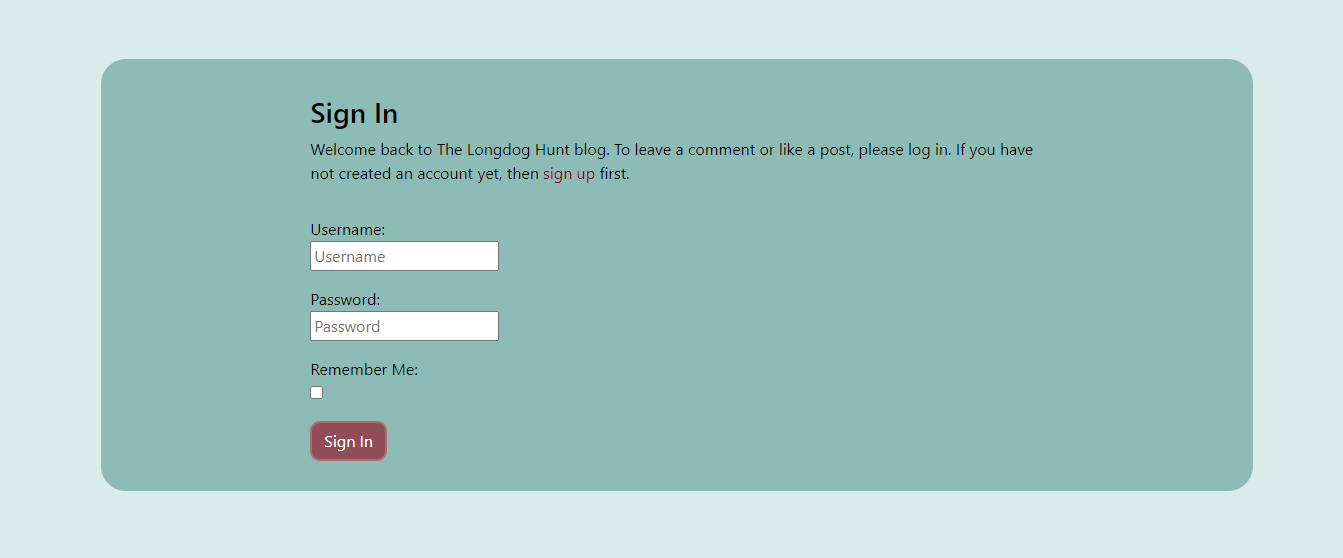 Sign In
Welcome back to The Longdog Hunt blog. To leave a comment or like a post, please log in. If you have
not created an account yet, then sign up first.
Username:
Username
Password:
Password
Remember Me:
Sign In